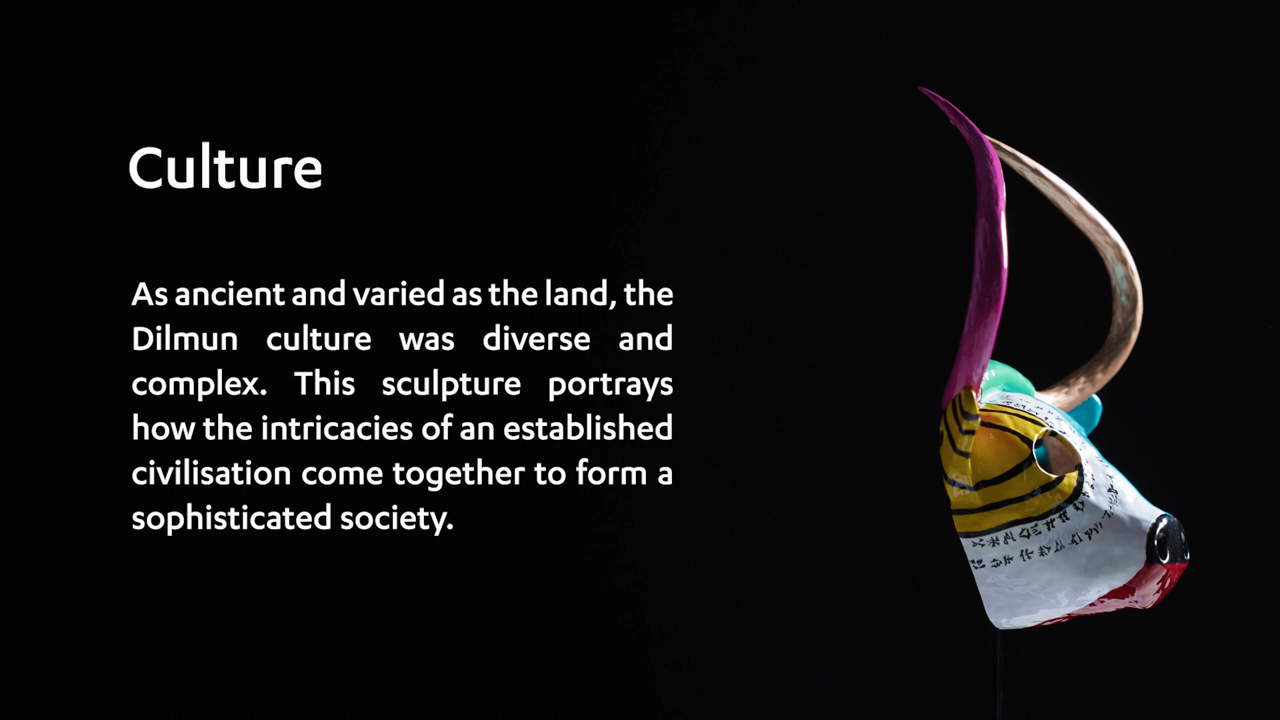 Culture
As ancient and varied as the land, the
Dilmun culture was diverse and
complex. This sculpture portrays
how the intricacies of an established
civilisation come together to form a
sophisticated society.